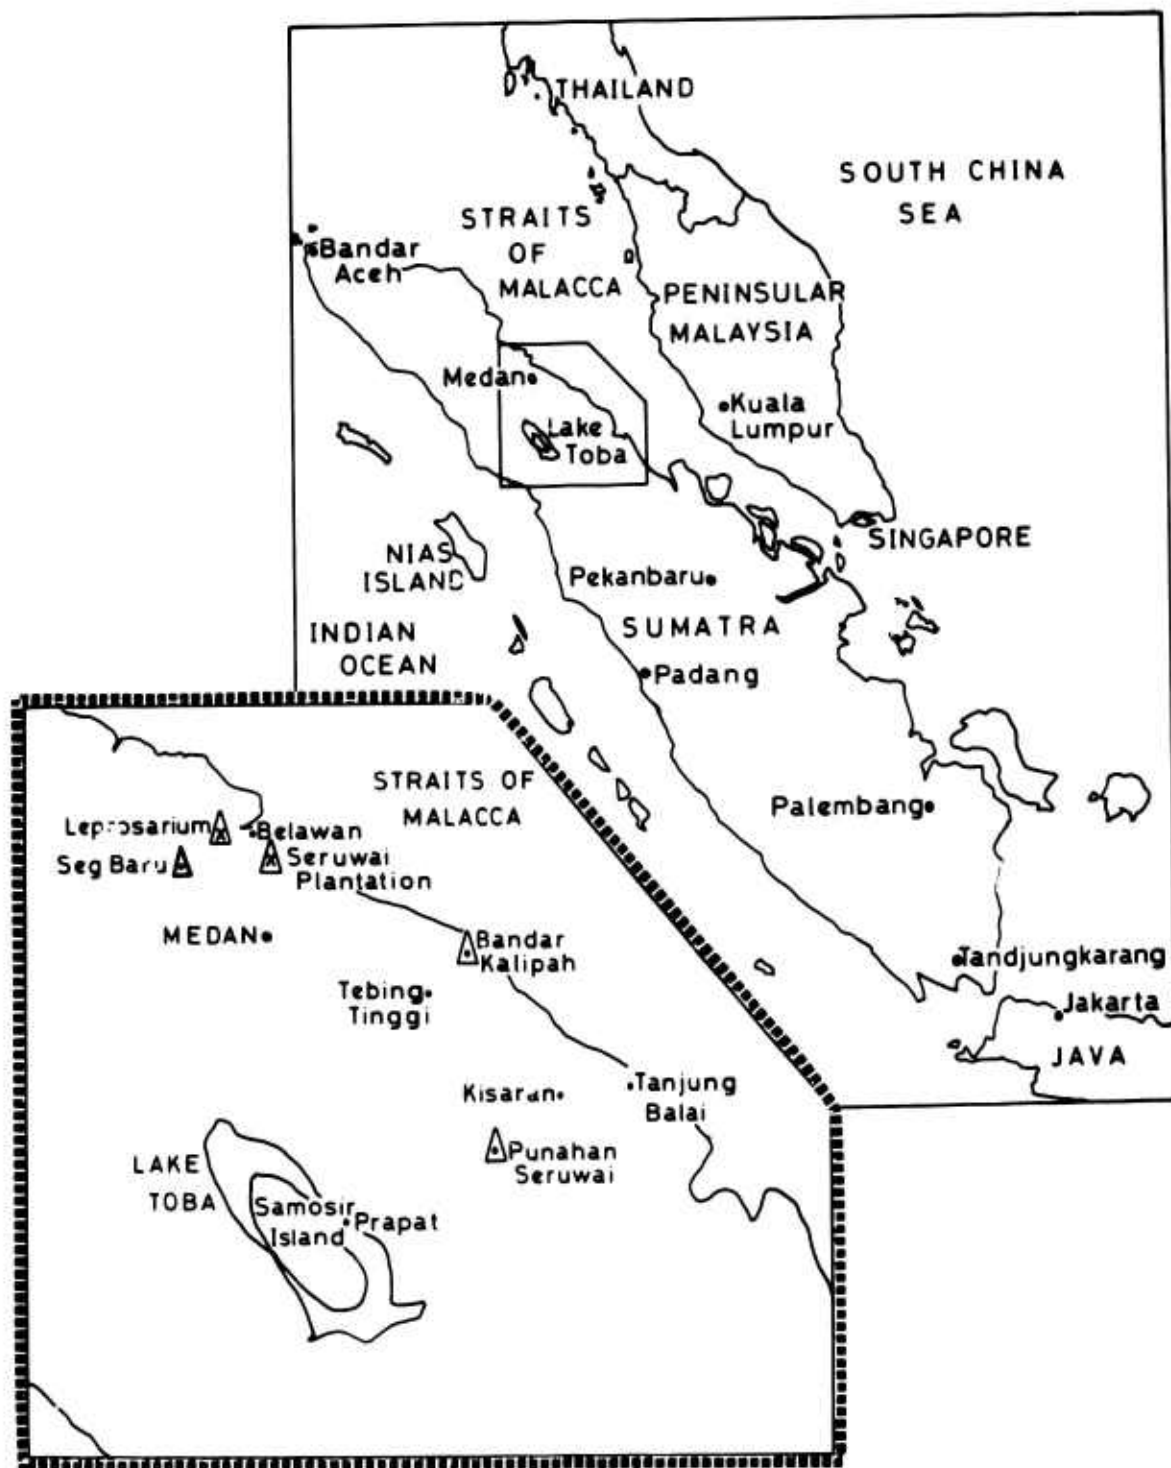 THAILAND
SOUTH CHINA
SEA
STRAITS
OF
MALACCA
Bandar
Aceh
PENINSULAR
MALAYSIA
Medan
Kuala
Lumpur
Lake
Toba
SINGAPORE
NIAS
ISLAND
Pekanbaru
SUMATRA
INDIAN
OCEAN
Padang
Palembang
Tandjungkarang
Jakarta
JAVA
STRAITS OF
MALACCA
Leprosarium
Belawan
Seg Baru
Seruwai
Plantation
MEDAN
Bandar
Kalipah
Tebing
Tinggi
Kisaran
Tanjung
Balai
Punahan
Seruwai
LAKE
TOBA
Samosir
Island
Prapat